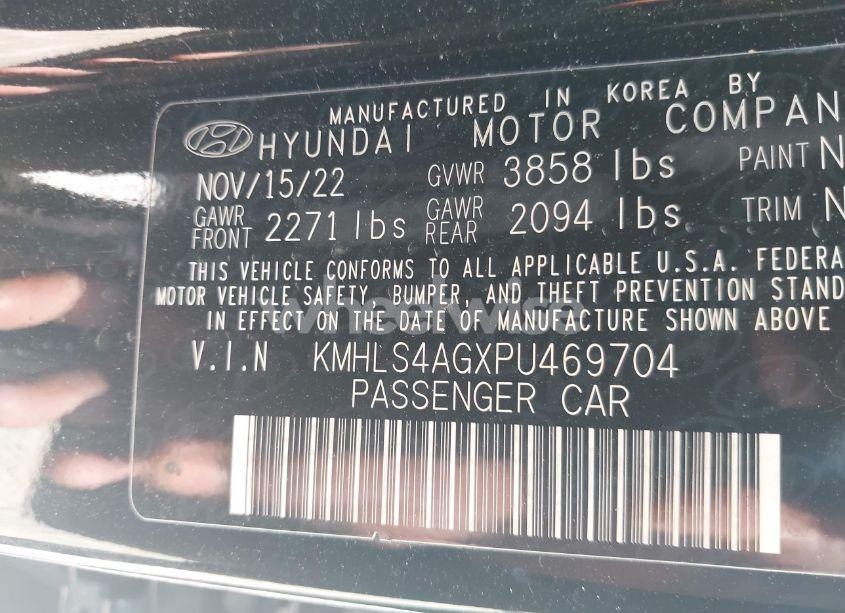 MANUFACTURED IN KOREA BY
HYUNDAI MOTOR COMPAN
NOV/15/22 GVWR 3858 lbs PAINT N
GAWR FRONT 2271 lbs GAWR REAR 2094 lbs TRIM N
THIS VEHICLE CONFORMS TO ALL APPLICABLE U.S.A. FEDERA
MOTOR VEHICLE SAFETY, BUMPER, AND THEFT PREVENTION STAND
IN EFFECT ON THE DATE OF MANUFACTURE SHOWN ABOVE
V.I.N KMHLS4AGXPU469704
PASSENGER CAR